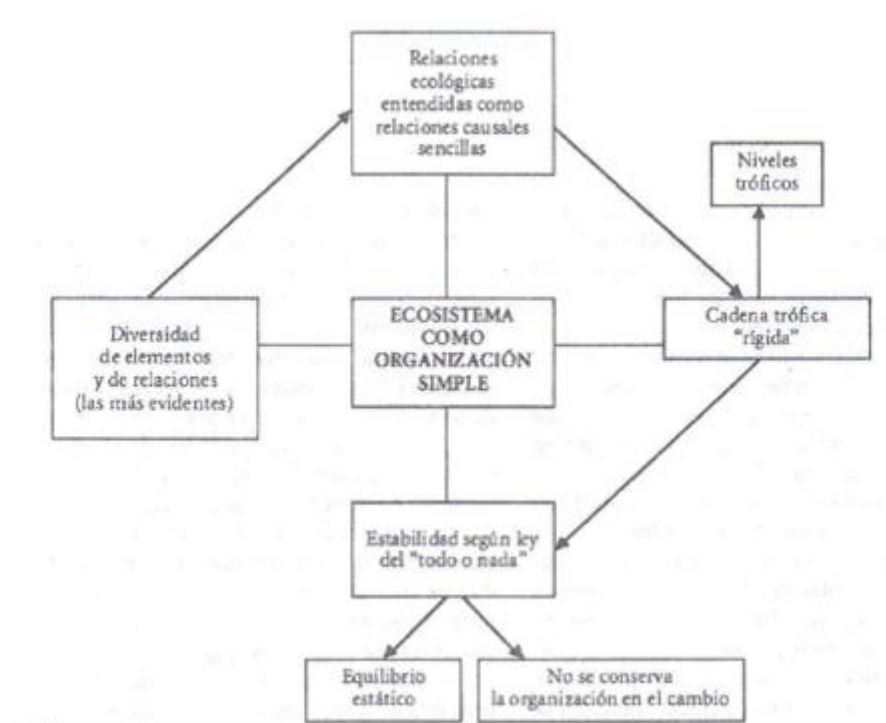 Relaciones
ecológicas
entendidas como
relaciones causales
sencillas
Niveles
tróficos
Diversidad
de elementos
y de relaciones
(las más evidentes)
ECOSISTEMA
COMO
ORGANIZACIÓN
SIMPLE
Cadena trófica
"rígida"
Estabilidad según ley
del "todo o nada"
Equilibrio
estático
No se conserva
la organización en el cambio